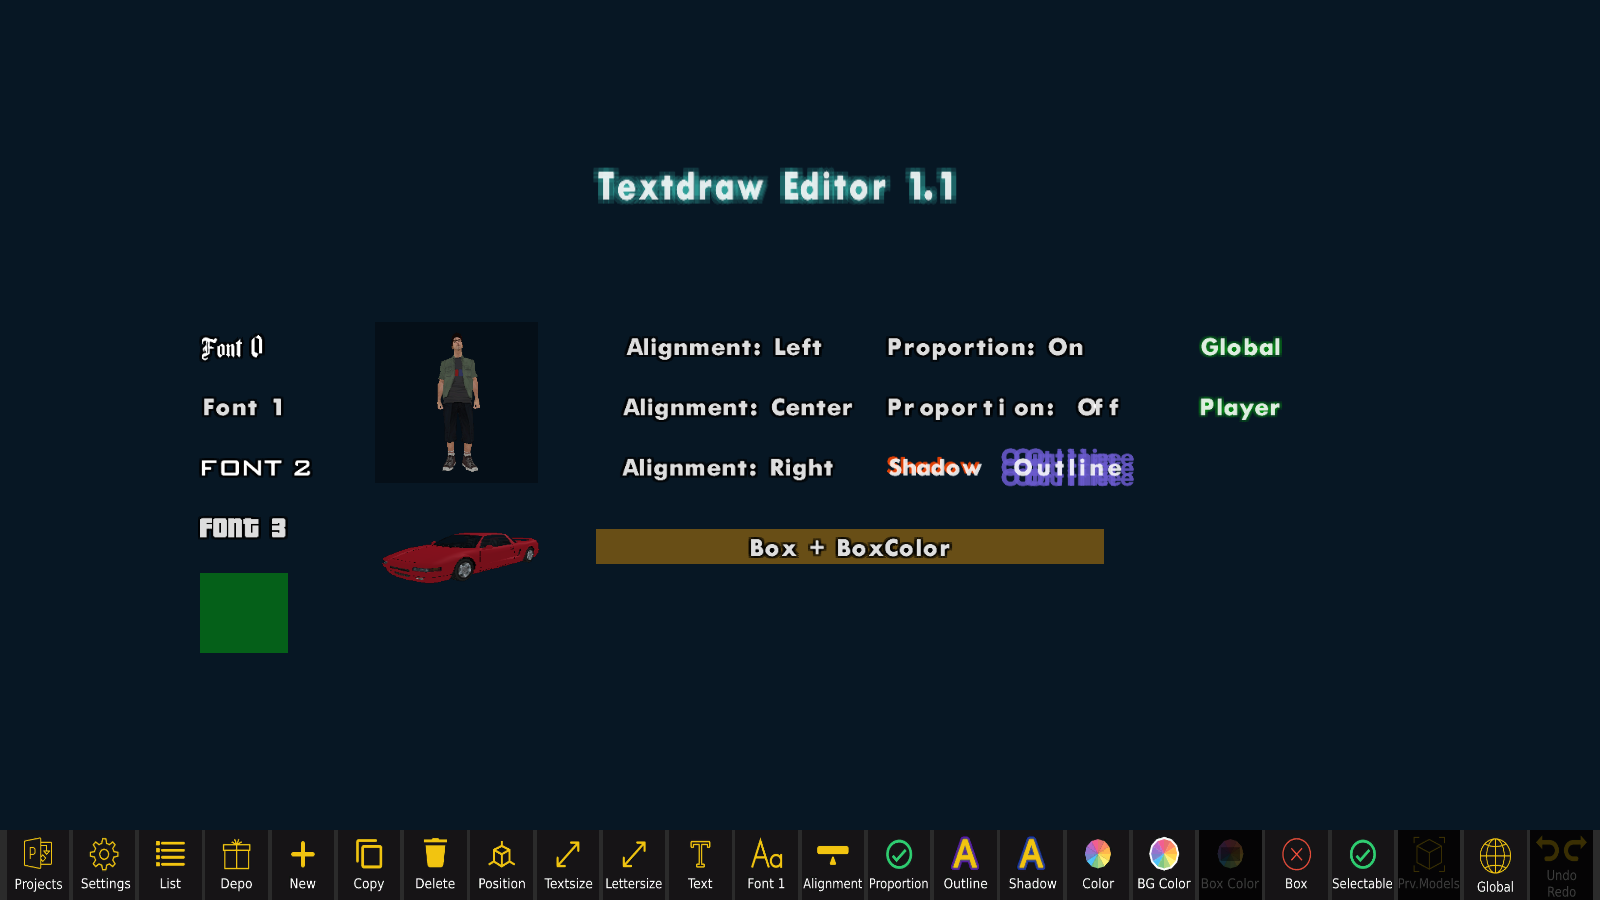 Textdraw Editor 1.1
Font 0
Alignment: Left
Proportion: On
Global
Font 1
Alignment: Center
Proportion: Off
Player
FONT 2
Alignment: Right
Shadow
Outline
Font 3
Box + BoxColor
Projects
Settings
List
Depo
New
Copy
Delete
Position
Textsize
Lettersize
Text
Font 1
Alignment
Proportion
Outline
Shadow
Color
BG Color
Box Color
Box
Selectable
Prv.Models
Global
Undo
Redo